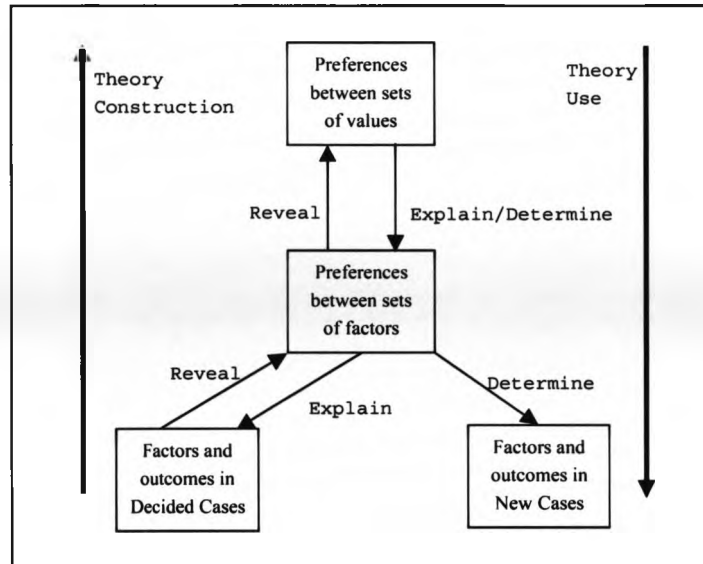 Theory
Construction
Preferences
between sets
of values
Theory
Use
Reveal
Explain/Determine
Preferences
between sets
of factors
Reveal
Explain
Determine
Factors and
outcomes in
Decided Cases
Factors and
outcomes in
New Cases